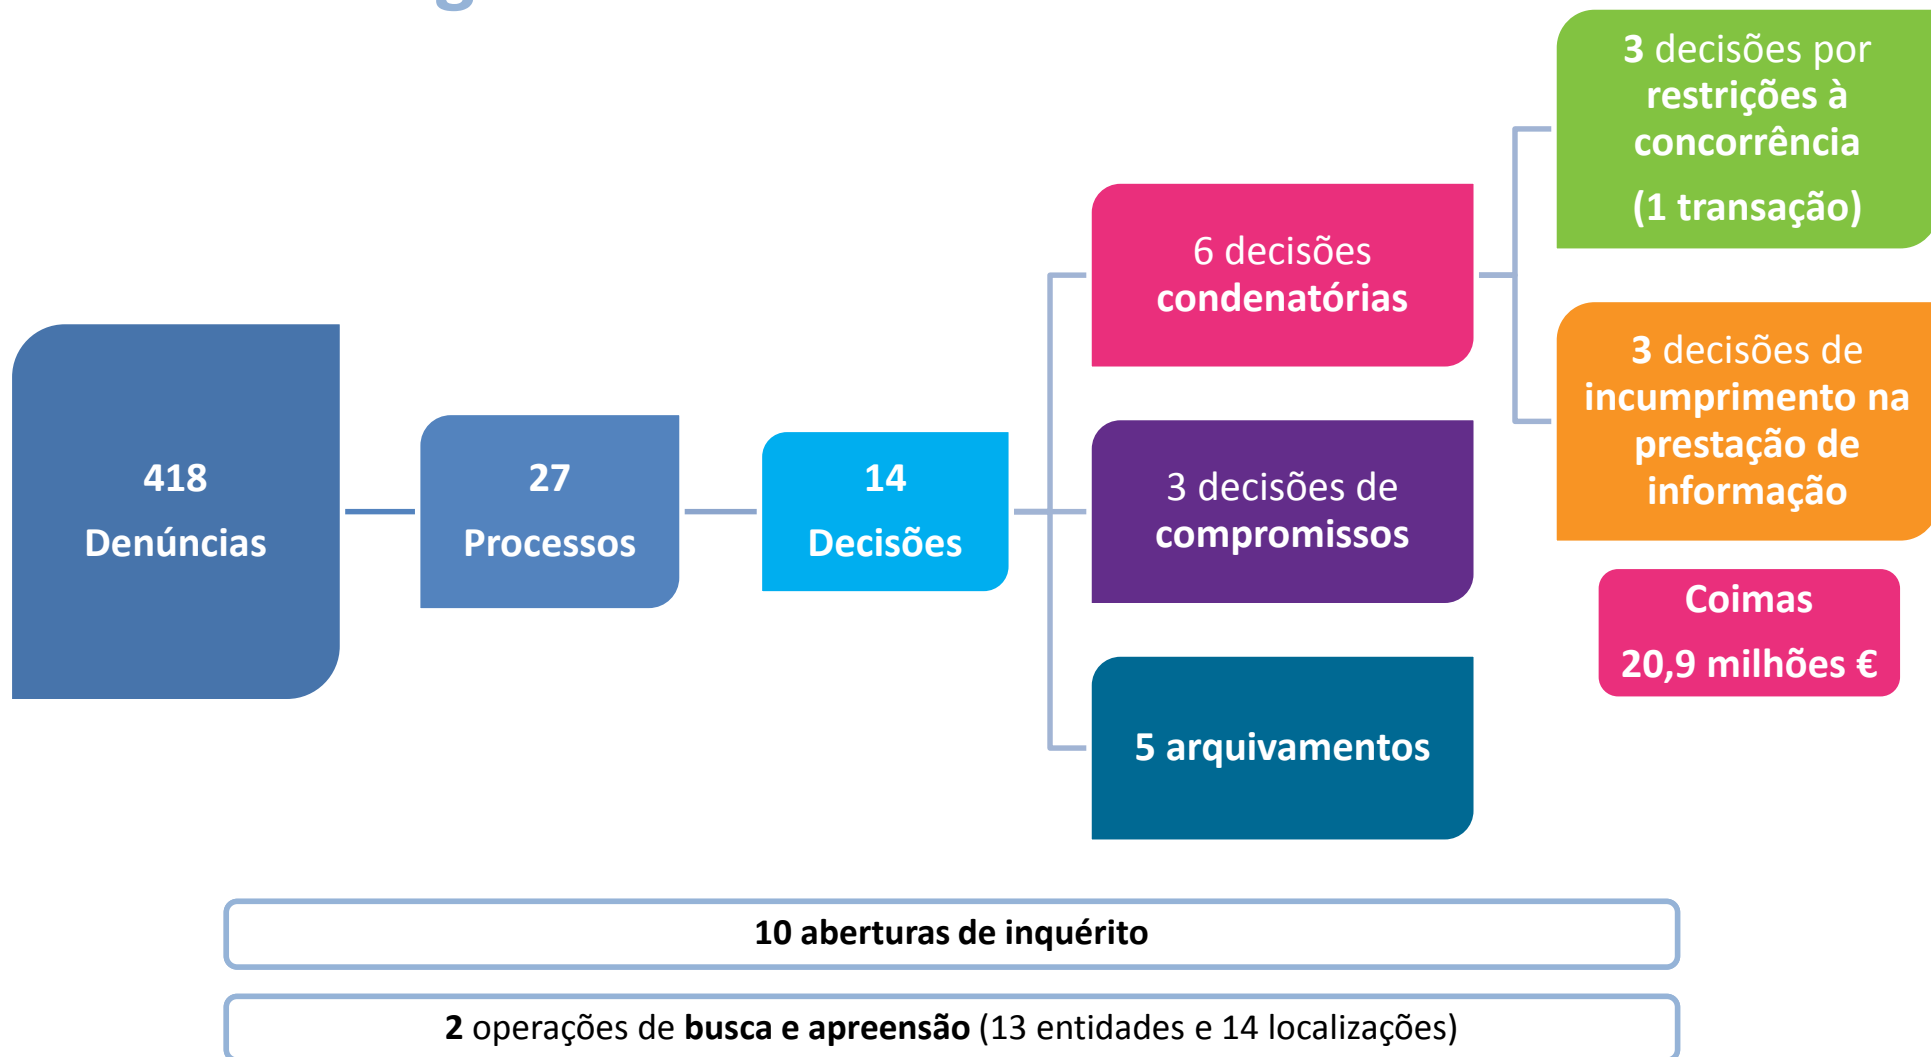 418
Denúncias
27
Processos
14
Decisões
6 decisões
condenatórias
3 decisões de
compromissos
5 arquivamentos
3 decisões por
restrições à
concorrência
(1 transação)
3 decisões de
incumprimento na
prestação de
informação
Coimas
20,9 milhões €
10 aberturas de inquérito
2 operações de busca e apreensão (13 entidades e 14 localizações)